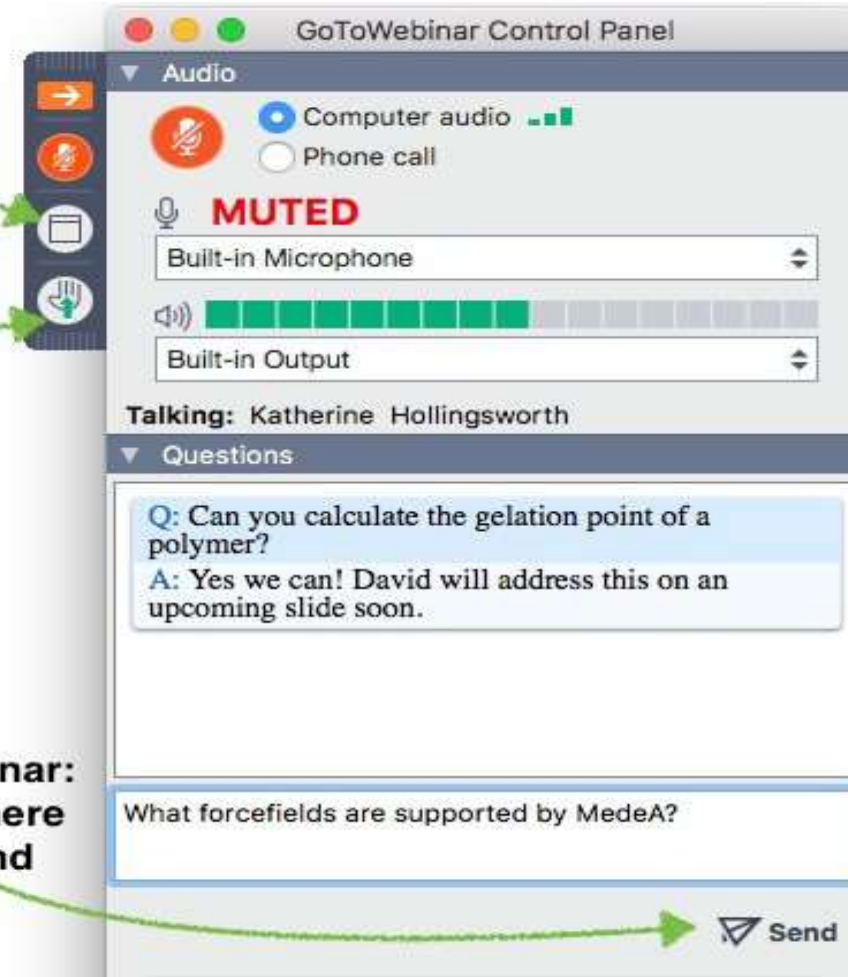 GoToWebinar Control Panel
Audio
Computer audio
Phone call
MUTED
Built-in Microphone
Built-in Output
Talking: Katherine Hollingsworth
Questions
Q: Can you calculate the gelation point of a
polymer?
A: Yes we can! David will address this on an
upcoming slide soon.
nar:
ere
nd
What forcefields are supported by MedeA?
Send